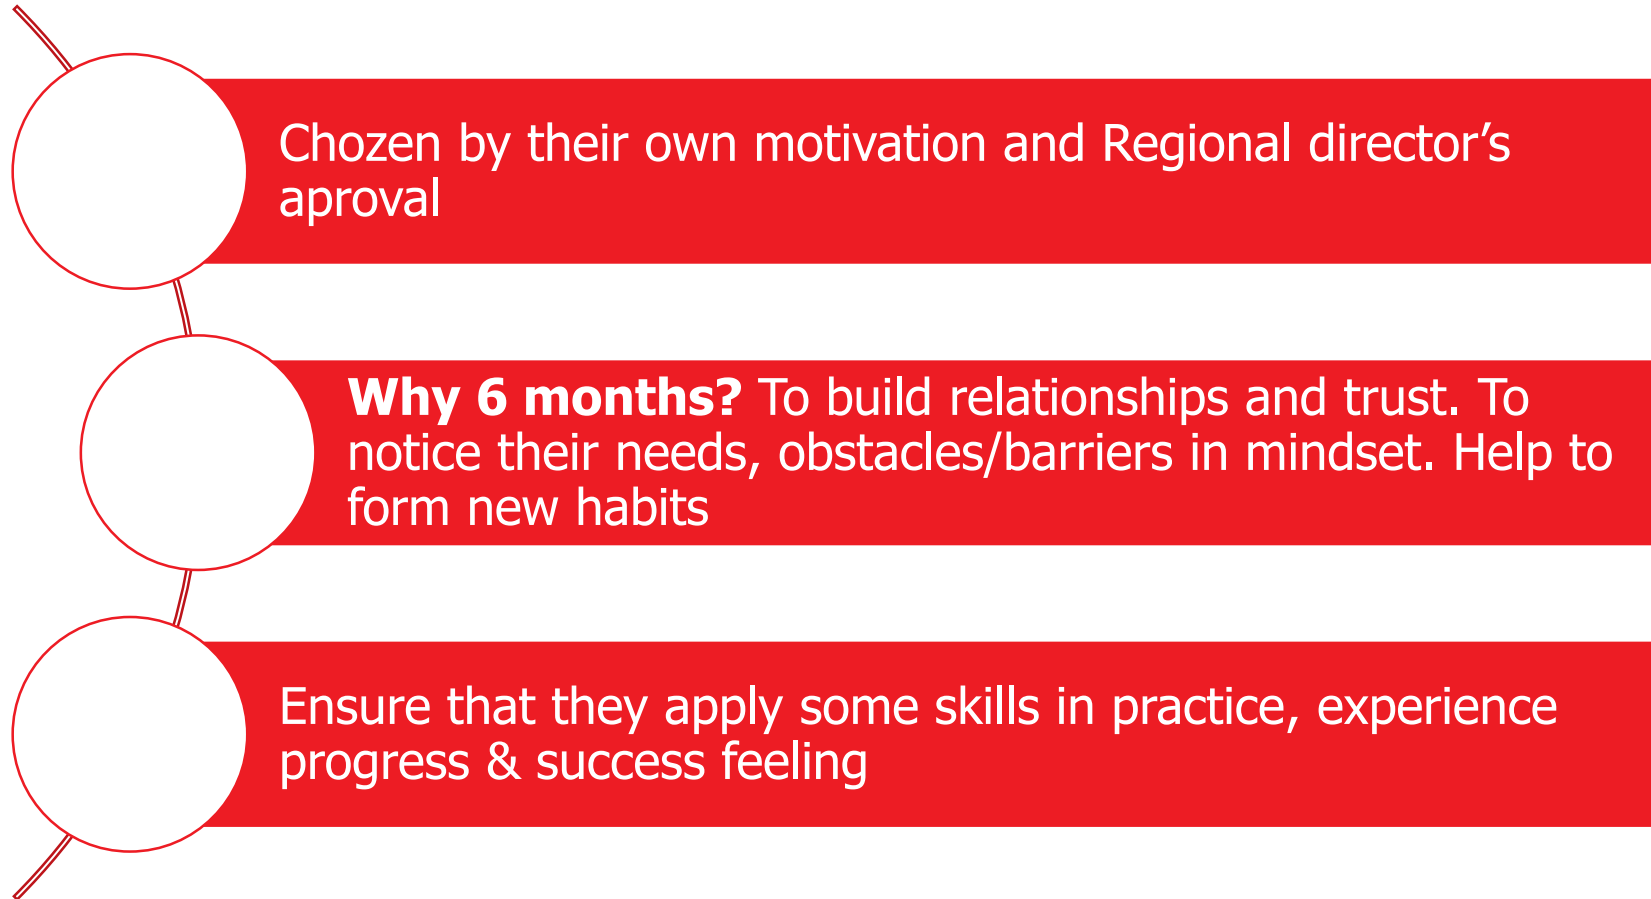 Chozen by their own motivation and Regional director’s
aproval
Why 6 months? To build relationships and trust. To
notice their needs, obstacles/barriers in mindset. Help to
form new habits
Ensure that they apply some skills in practice, experience
progress & success feeling